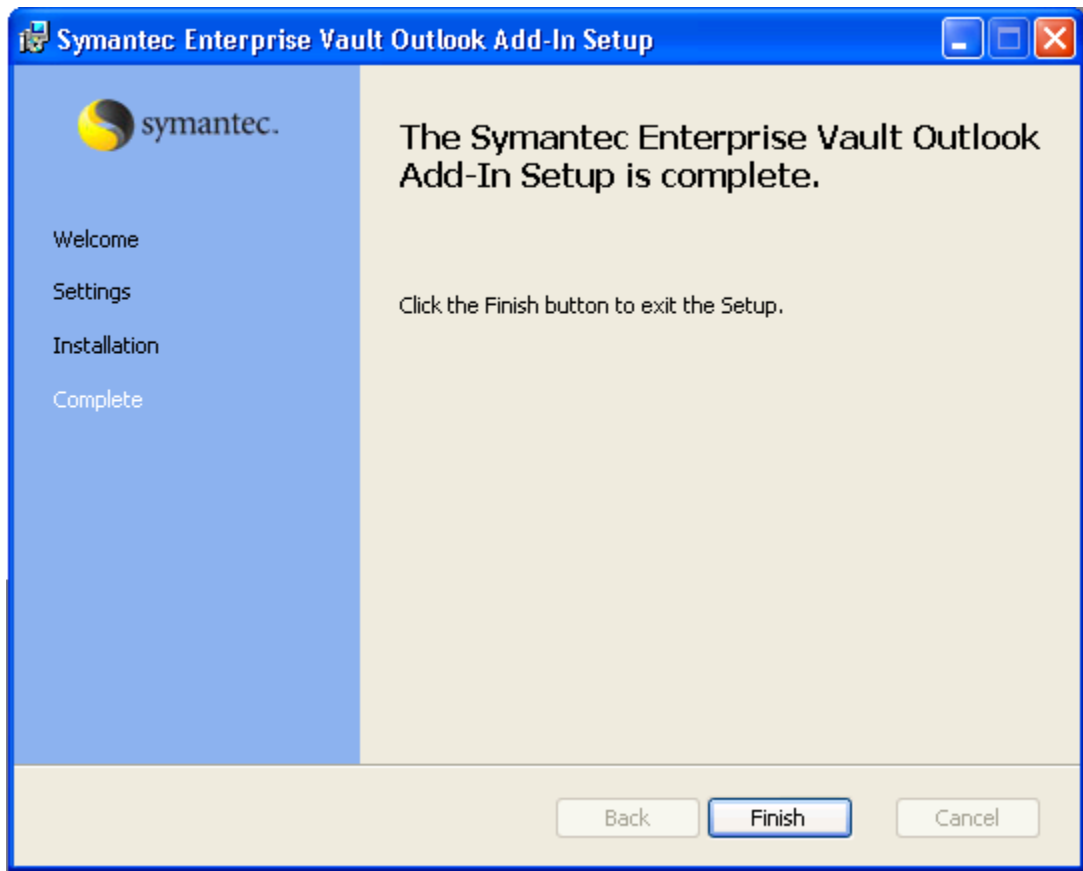 Symantec Enterprise Vault Outlook Add-In Setup
symantec.
The Symantec Enterprise Vault Outlook
Add-In Setup is complete.
Welcome
Settings
Installation
Complete
Click the Finish button to exit the Setup.
Back
Finish
Cancel